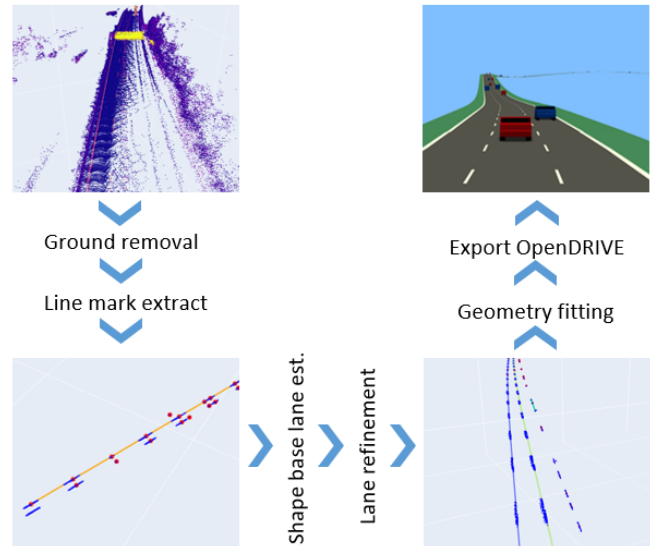 Ground removal
Line mark extract
Shape base lane est.
Lane refinement
Geometry fitting
Export OpenDRIVE